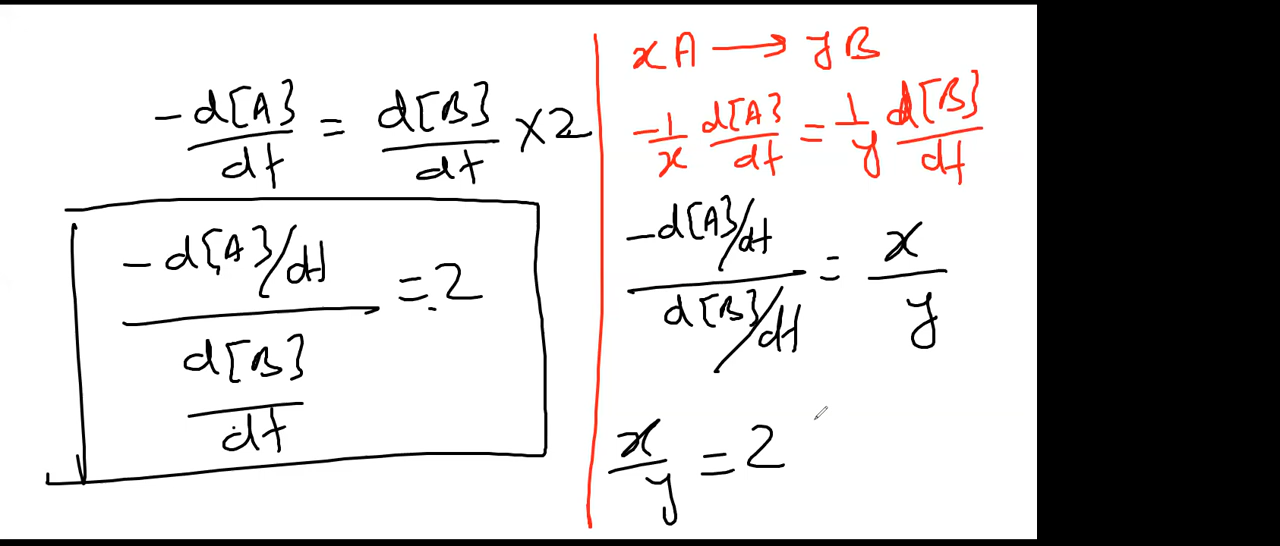 -d[A]/dt = d[B]/dt × 2
-d[A]/dt / d[B]/dt = 2
xA → yB
-1/x d[A]/dt = 1/y d[B]/dt
-d[A]/dt / d[B]/dt = x/y
x/y = 2